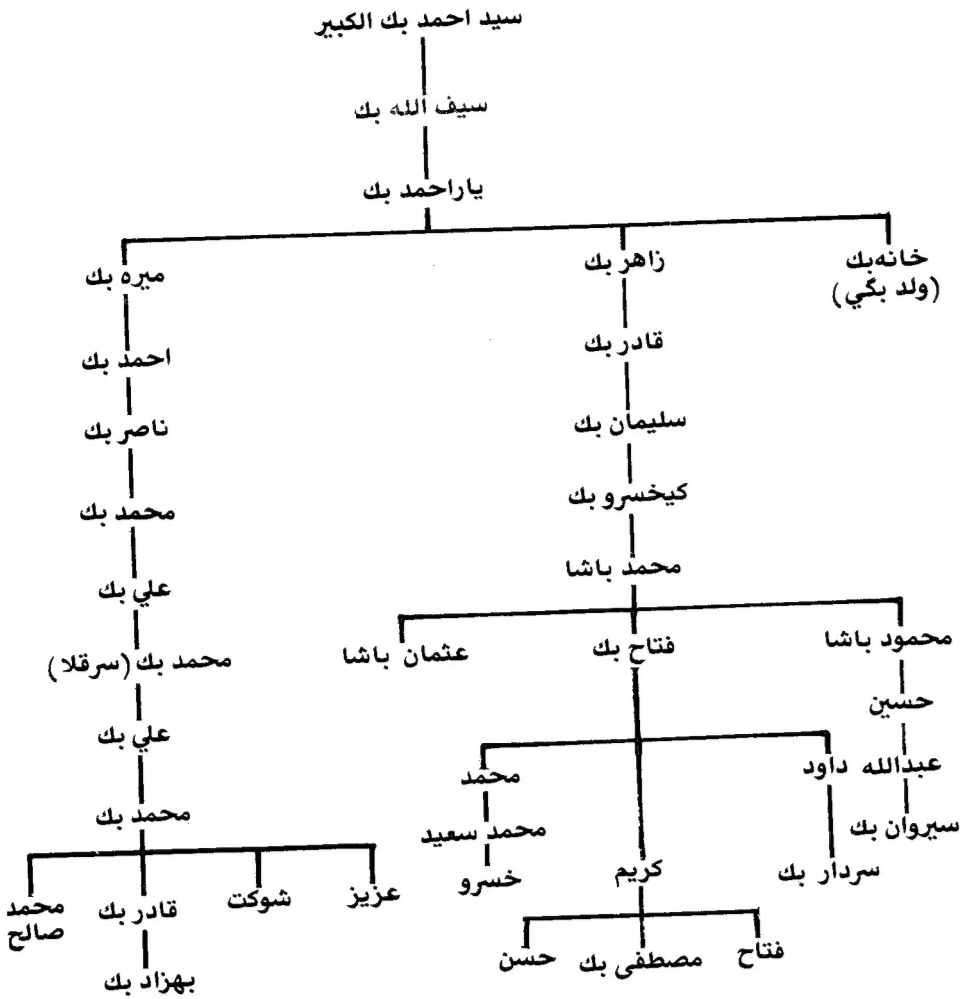 سيد احمد بك الكبير
سيف الله بك
ياراحمد بك
خانه بك
(ولد بگي)
زاهر بك
ميره بك
قادر بك
احمد بك
سليمان بك
ناصر بك
كيخسرو بك
محمد بك
محمد باشا
علي بك
محمود باشا
فتاح بك
عثمان باشا
محمد بك (سرقلا)
حسين
علي بك
عبدالله
داود
محمد
محمد بك
سيروان بك
محمد سعيد
سردار بك
كريم
خسرو
عزيز
شوكت
قادر بك
محمد
صالح
فتاح
مصطفى بك
حسن
بهزاد بك